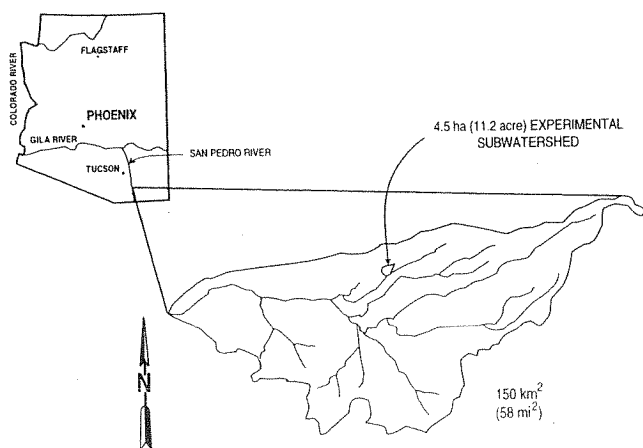 FLAGSTAFF
COLORADO RIVER
PHOENIX
GILA RIVER
SAN PEDRO RIVER
TUCSON
4.5 ha (11.2 acre) EXPERIMENTAL
SUBWATERSHED
N
150 km²
(58 mi²)